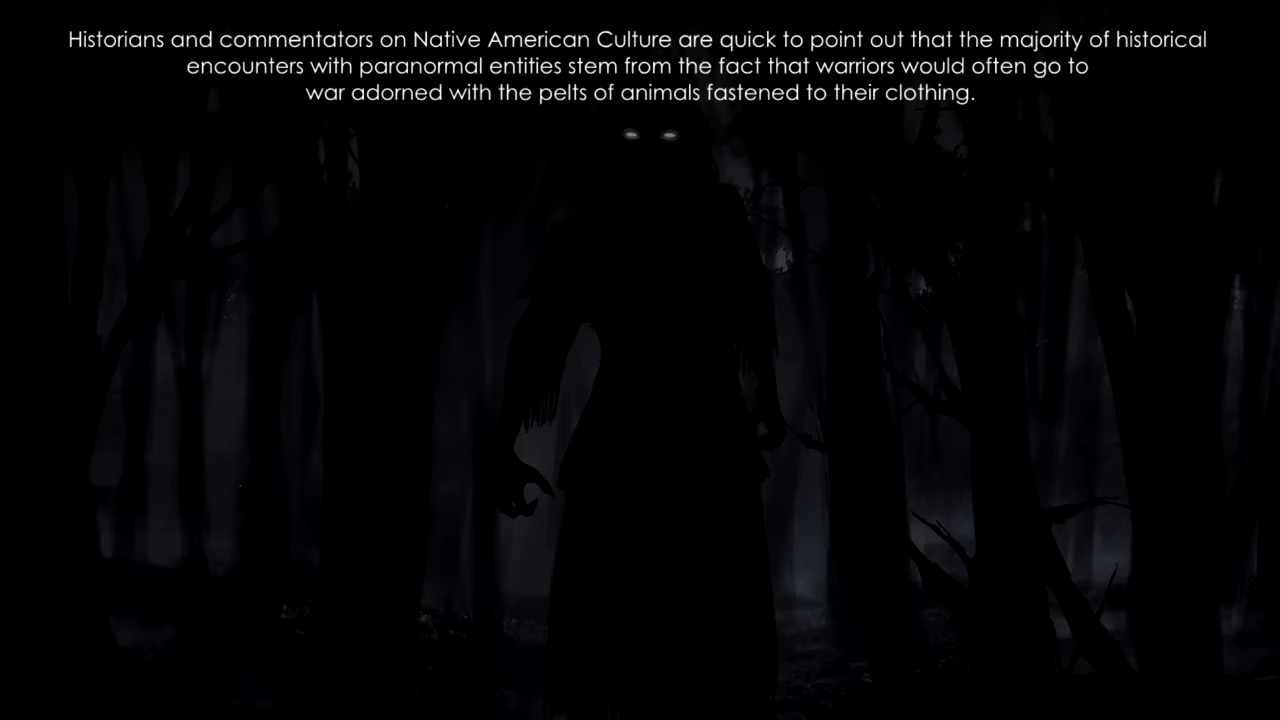 Historians and commentators on Native American Culture are quick to point out that the majority of historical
encounters with paranormal entities stem from the fact that warriors would often go to
war adorned with the pelts of animals fastened to their clothing.